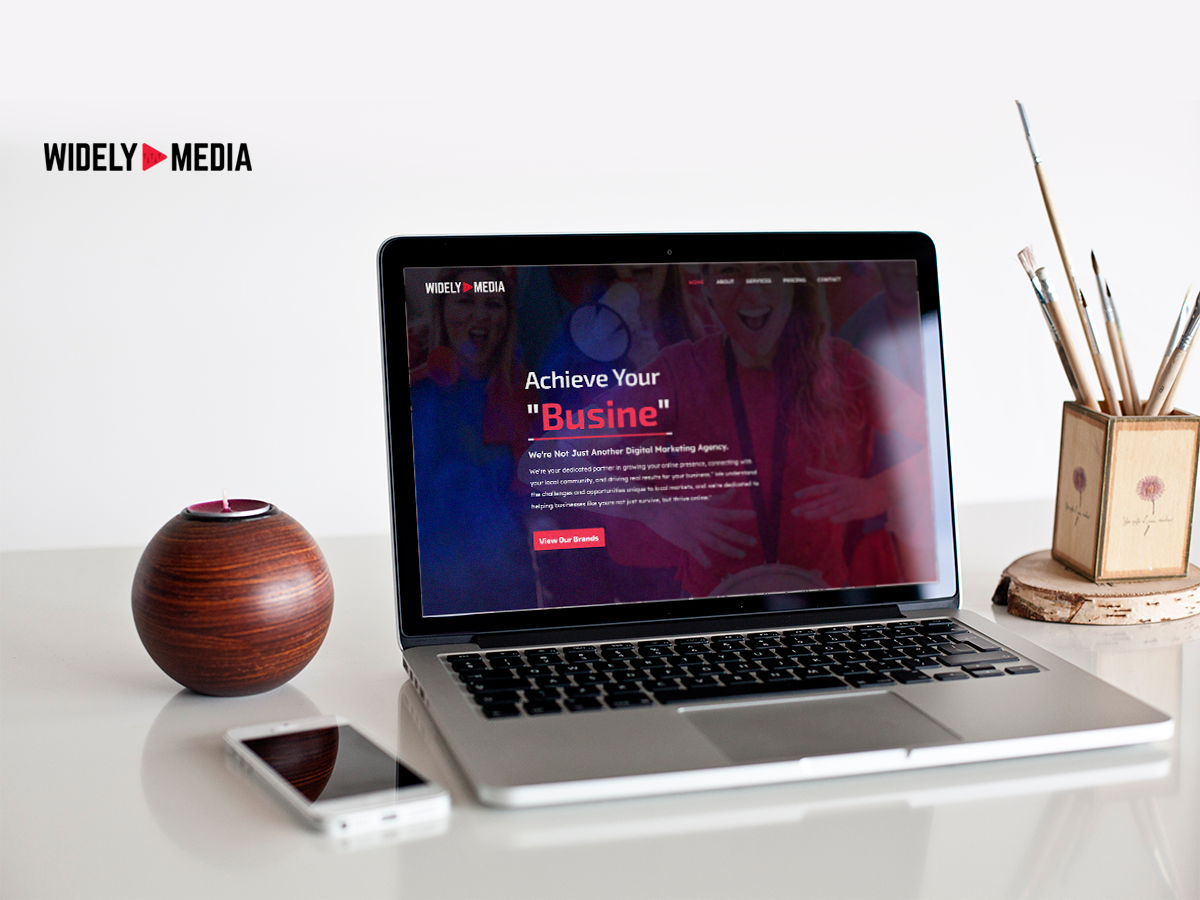 WIDELY MEDIA
WIDELY MEDIA
HOME ABOUT SERVICES PRICING CONTACT
Achieve Your
"Busine"
We're Not Just Another Digital Marketing Agency.
We're your dedicated partner in growing your online presence, connecting with
your local community, and driving real results for your business." We understand
the challenges and opportunities unique to local markets, and we're dedicated to
helping businesses like yours not just survive, but thrive online."
View Our Brands